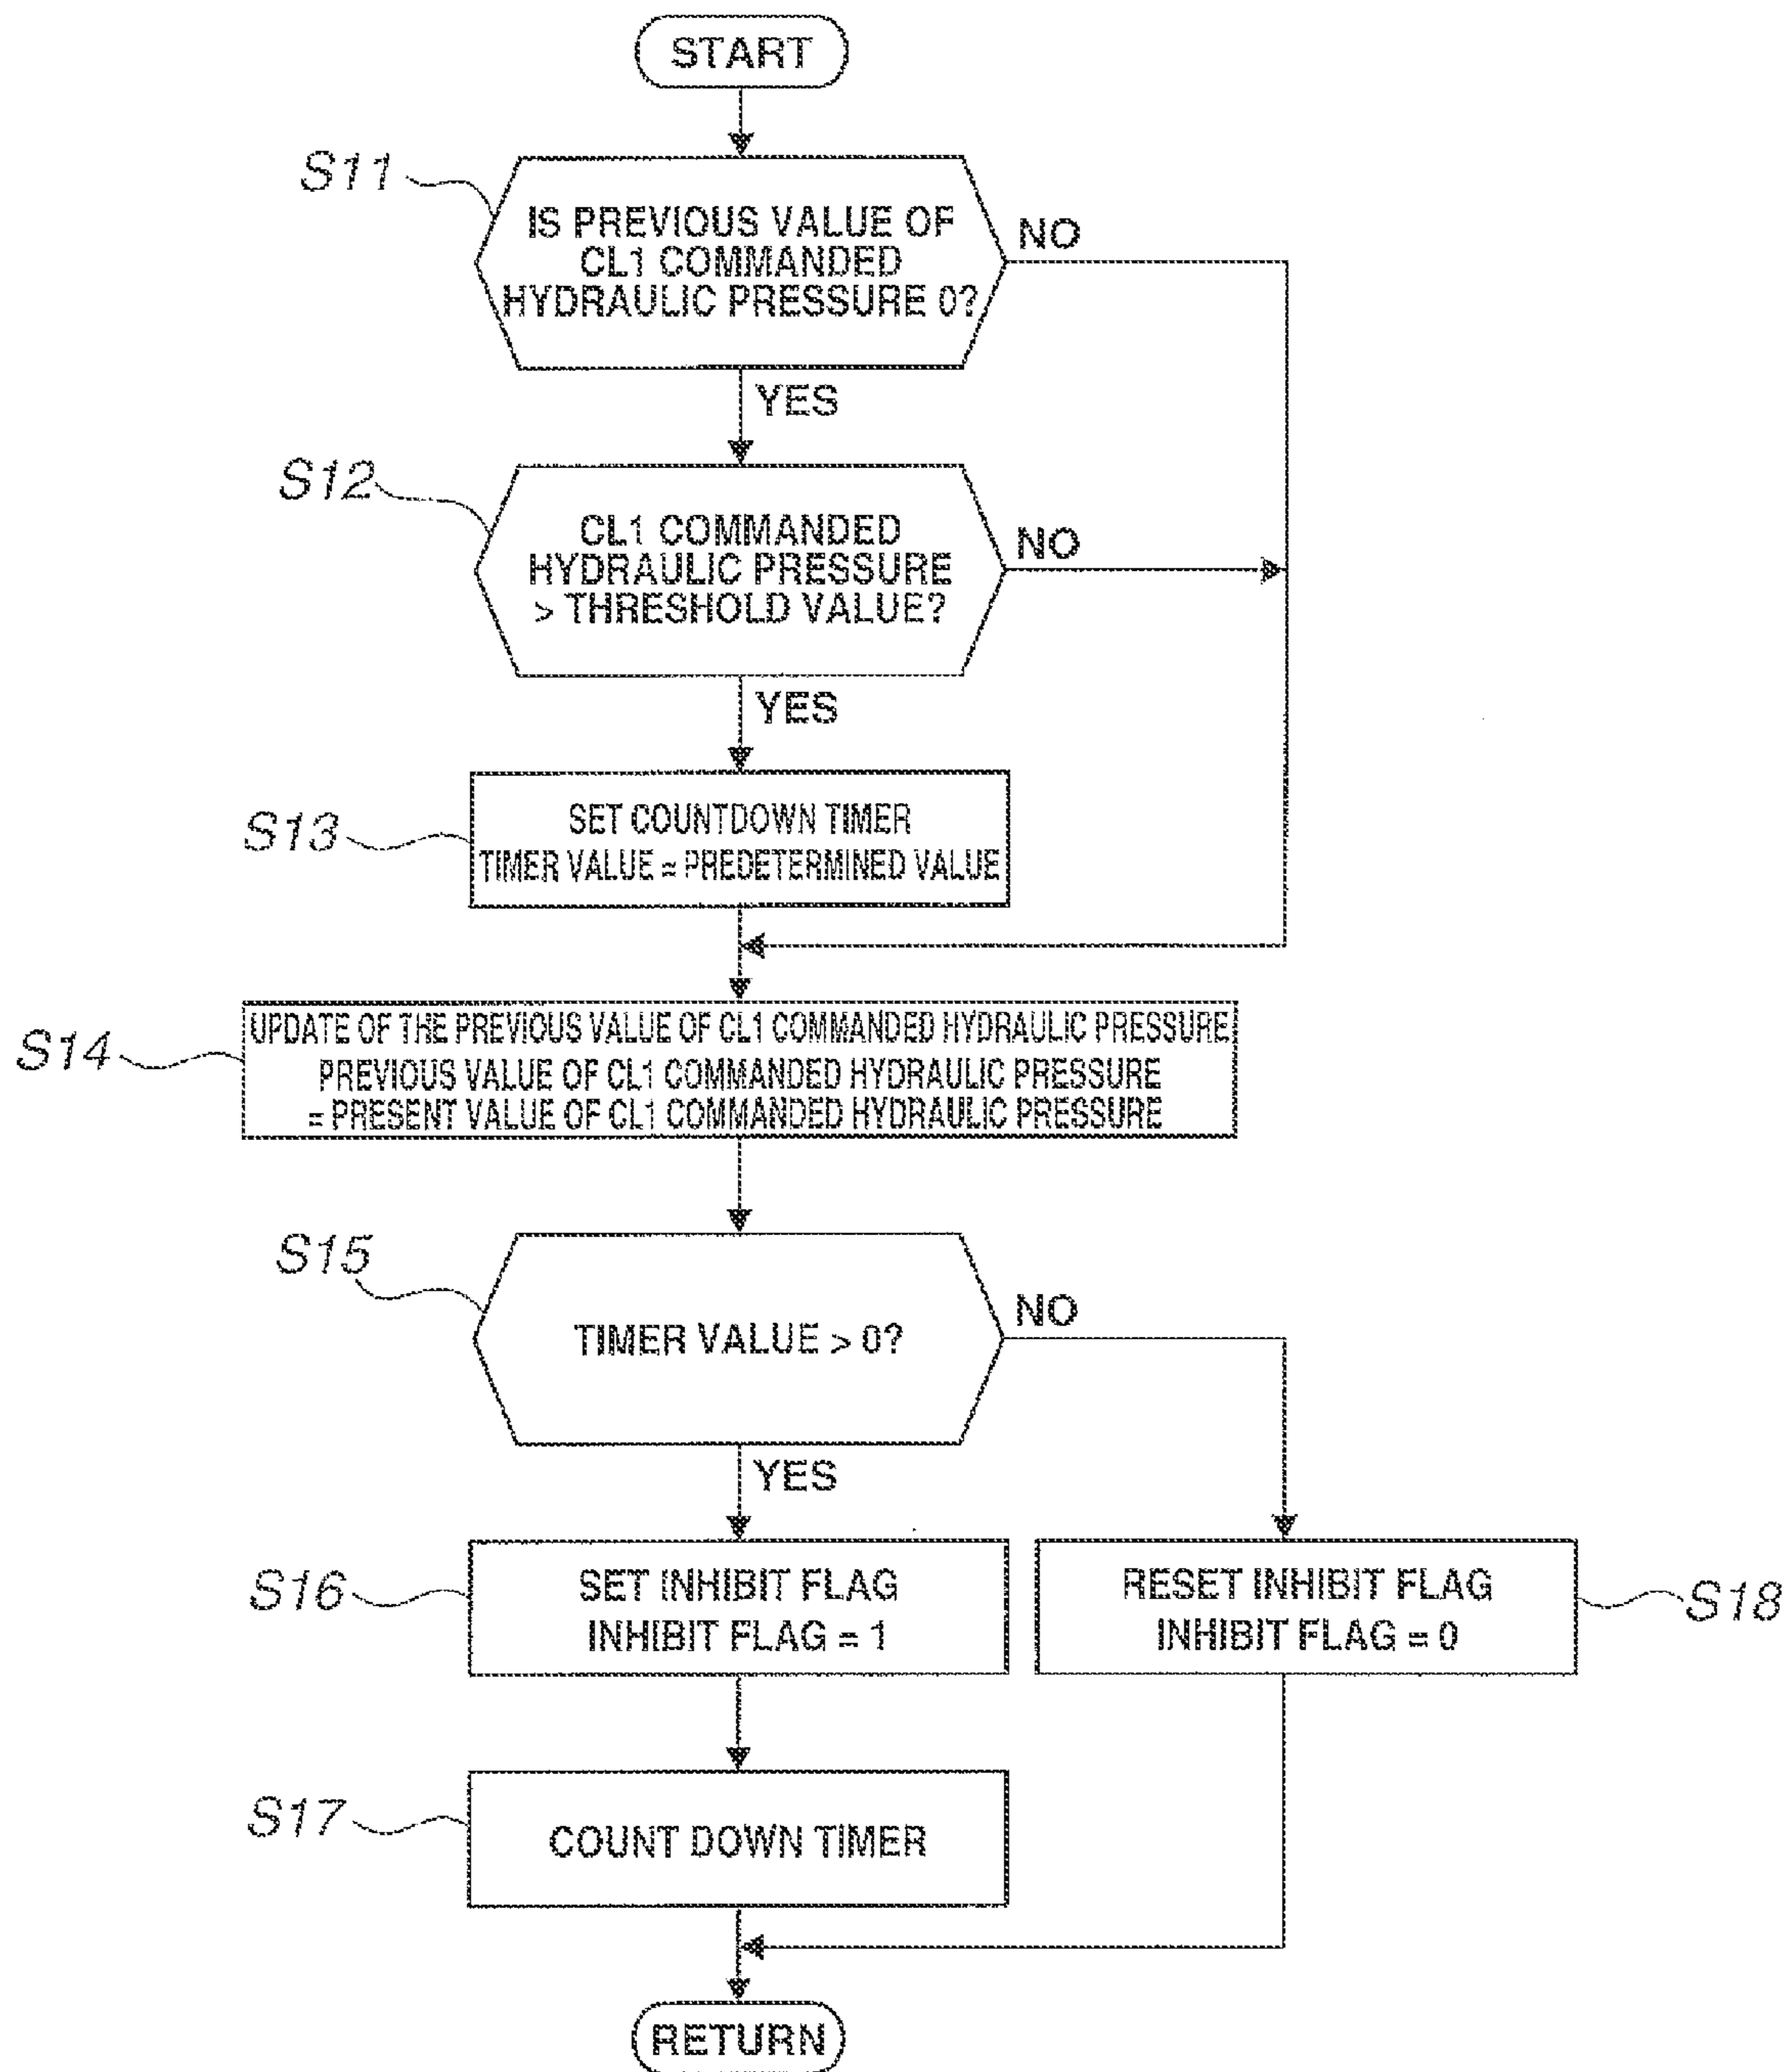 START
S11
IS PREVIOUS VALUE OF
CL1 COMMANDED
HYDRAULIC PRESSURE 0?
NO
YES
S12
CL1 COMMANDED
HYDRAULIC PRESSURE
> THRESHOLD VALUE?
NO
YES
S13
SET COUNTDOWN TIMER
TIMER VALUE = PREDETERMINED VALUE
S14
UPDATE OF THE PREVIOUS VALUE OF CL1 COMMANDED HYDRAULIC PRESSURE
PREVIOUS VALUE OF CL1 COMMANDED HYDRAULIC PRESSURE
= PRESENT VALUE OF CL1 COMMANDED HYDRAULIC PRESSURE
S15
TIMER VALUE > 0?
NO
YES
S16
SET INHIBIT FLAG
INHIBIT FLAG = 1
RESET INHIBIT FLAG
INHIBIT FLAG = 0
S18
S17
COUNT DOWN TIMER
RETURN